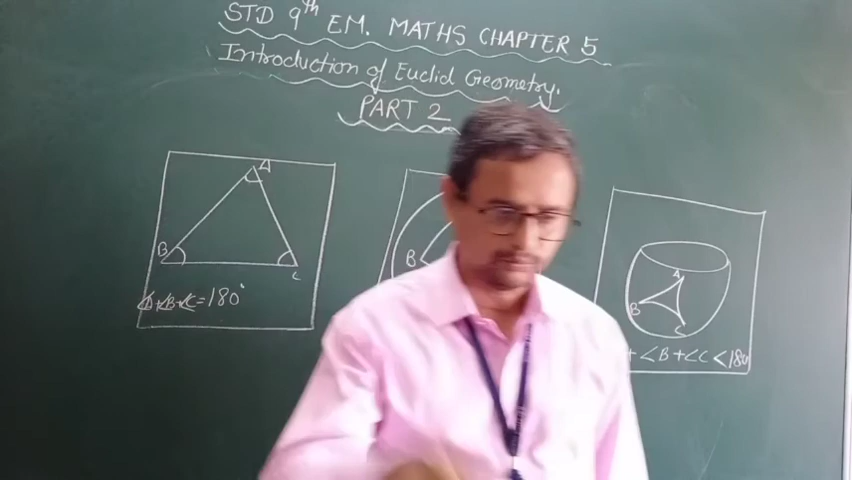 STD 9th EM. MATHS CHAPTER 5
Introduction of Euclid Geometry.
PART 2
A
B
C
∠A+∠B+∠C=180°
B
A
B
C
+ ∠B + ∠C < 180